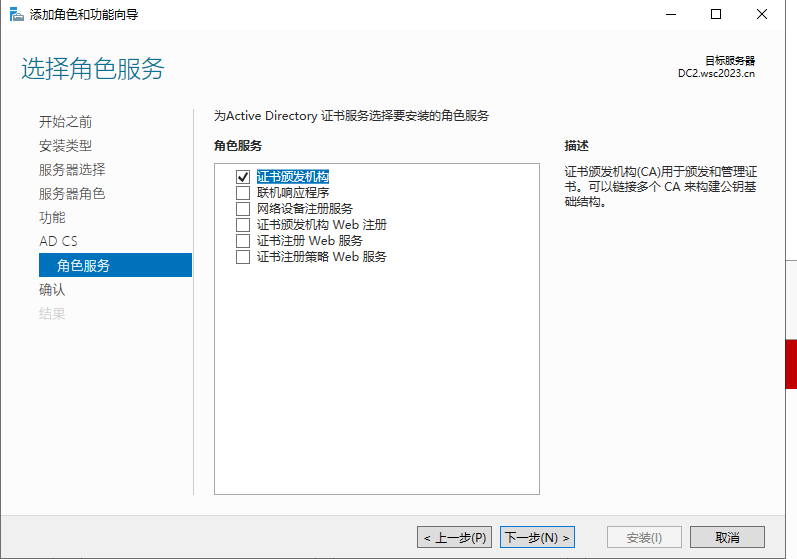 添加角色和功能向导
选择角色服务
目标服务器
DC2.wsc2023.cn
开始之前
安装类型
服务器选择
服务器角色
功能
AD CS
角色服务
确认
结果
为Active Directory 证书服务选择要安装的角色服务
角色服务
证书颁发机构
联机响应程序
网络设备注册服务
证书颁发机构 Web 注册
证书注册 Web 服务
证书注册策略 Web 服务
描述
证书颁发机构(CA)用于颁发和管理证
书。可以链接多个 CA 来构建公钥基
础结构。
< 上一步(P)
下一步(N) >
安装(I)
取消